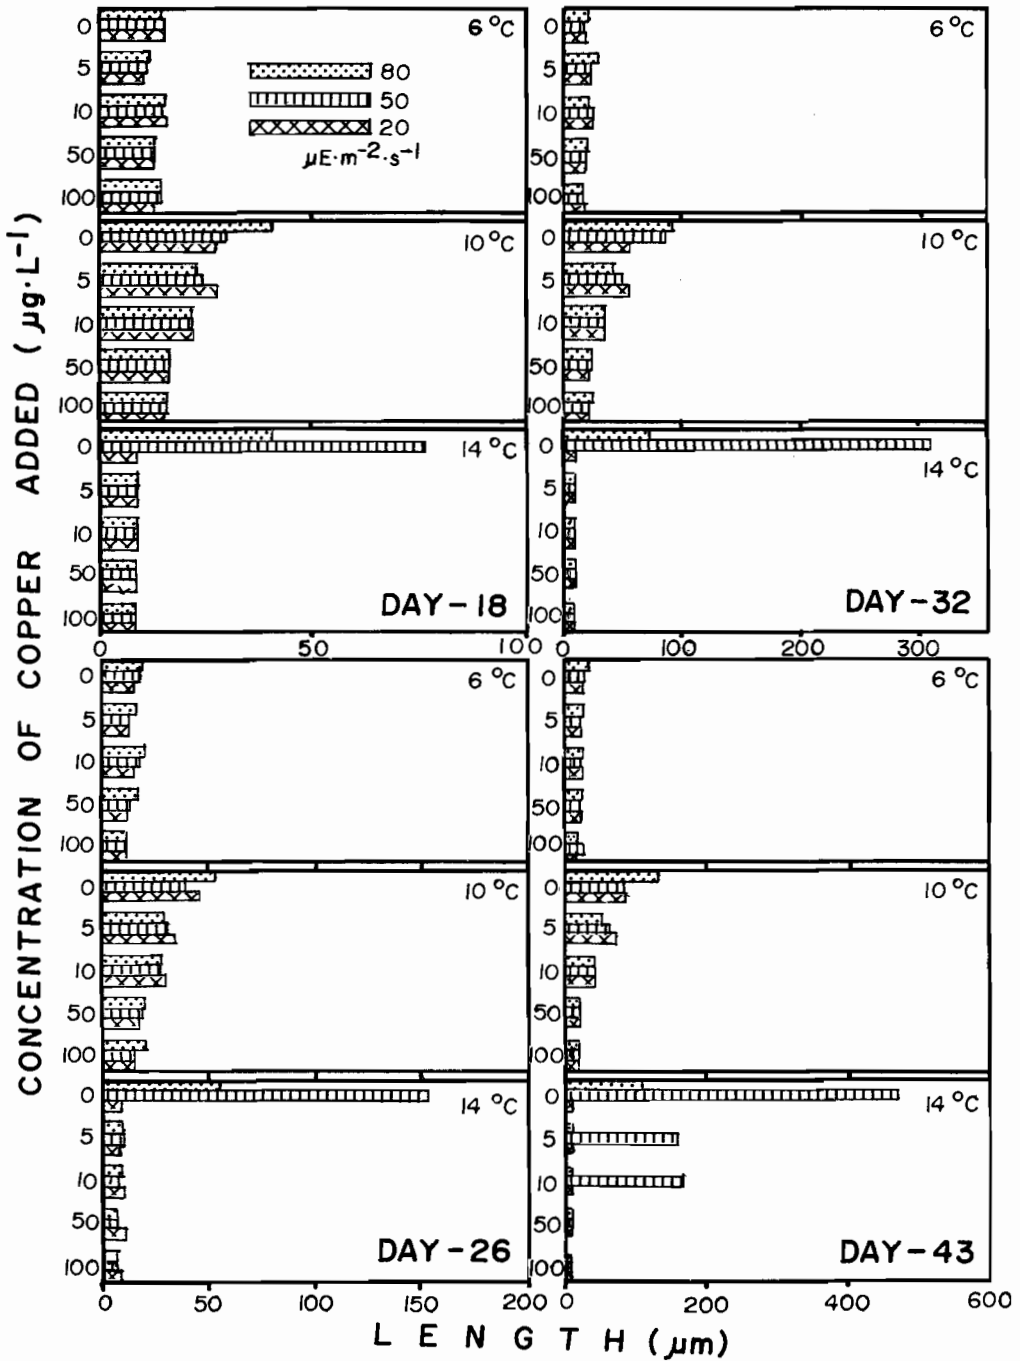 CONCENTRATION OF COPPER ADDED (µg·L⁻¹)
0 6 °C
5
10
50
100
80
50
20
µE·m⁻²·s⁻¹
0 10 °C
5
10
50
100
0 14 °C
5
10
50
100
DAY-18
0 50 100
0 6 °C
5
10
50
100
0 10 °C
5
10
50
100
0 14 °C
5
10
50
100
DAY-32
0 100 200 300
0 6 °C
5
10
50
100
0 10 °C
5
10
50
100
0 14 °C
5
10
50
100
DAY-26
0 50 100 150 200
0 6 °C
5
10
50
100
0 10 °C
5
10
50
100
0 14 °C
5
10
50
100
DAY-43
0 200 400 600
LENGTH (µm)